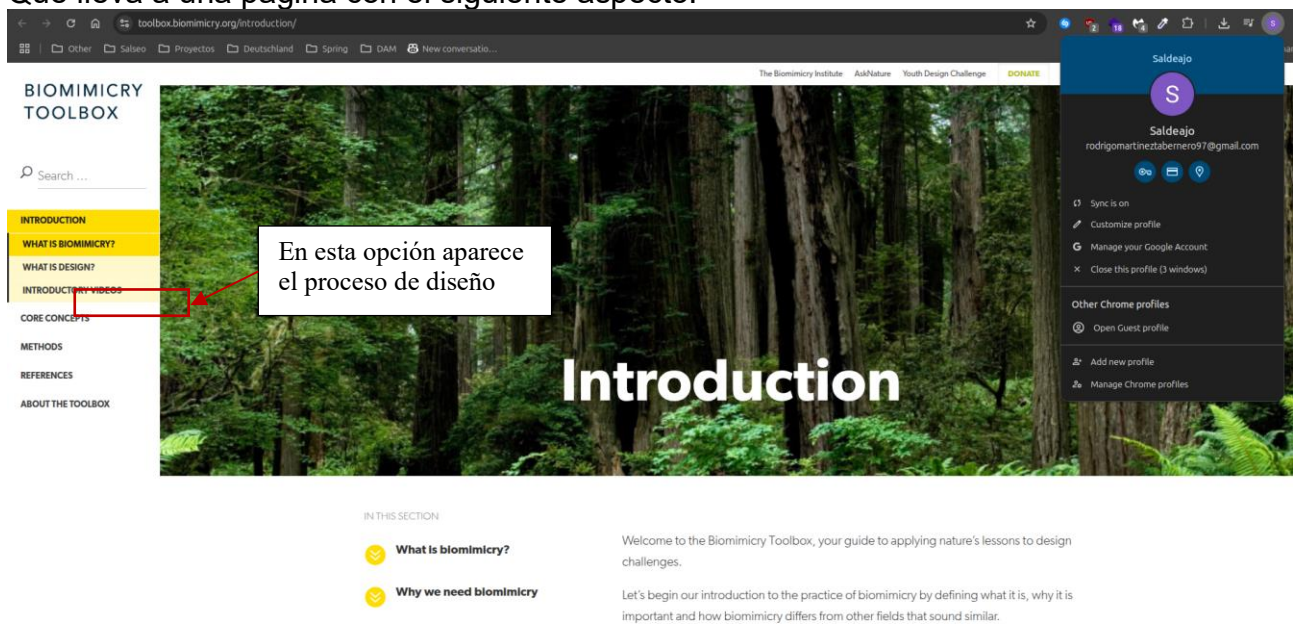 Que lleva a una página con el siguiente aspecto:
toolbox.biomimicry.org/introduction/
2
18
4
S
Other Salseo Proyectos Deutschland Spring DAM New conversatio...
The Biomimicry Institute AskNature Youth Design Challenge DONATE
BIOMIMICRY
TOOLBOX
Search ...
INTRODUCTION
WHAT IS BIOMIMICRY?
WHAT IS DESIGN?
INTRODUCTORY VIDEOS
CORE CONCEPTS
METHODS
REFERENCES
ABOUT THE TOOLBOX
En esta opción aparece
el proceso de diseño
Introduction
Saldeajo
S
Saldeajo
rodrigomartineztabernero97@gmail.com
Sync is on
Customize profile
Manage your Google Account
Close this profile (3 windows)
Other Chrome profiles
Open Guest profile
Add new profile
Manage Chrome profiles
IN THIS SECTION
What is biomimicry?
Why we need biomimicry
Welcome to the Biomimicry Toolbox, your guide to applying nature's lessons to design
challenges.
Let's begin our introduction to the practice of biomimicry by defining what it is, why it is
important and how biomimicry differs from other fields that sound similar.